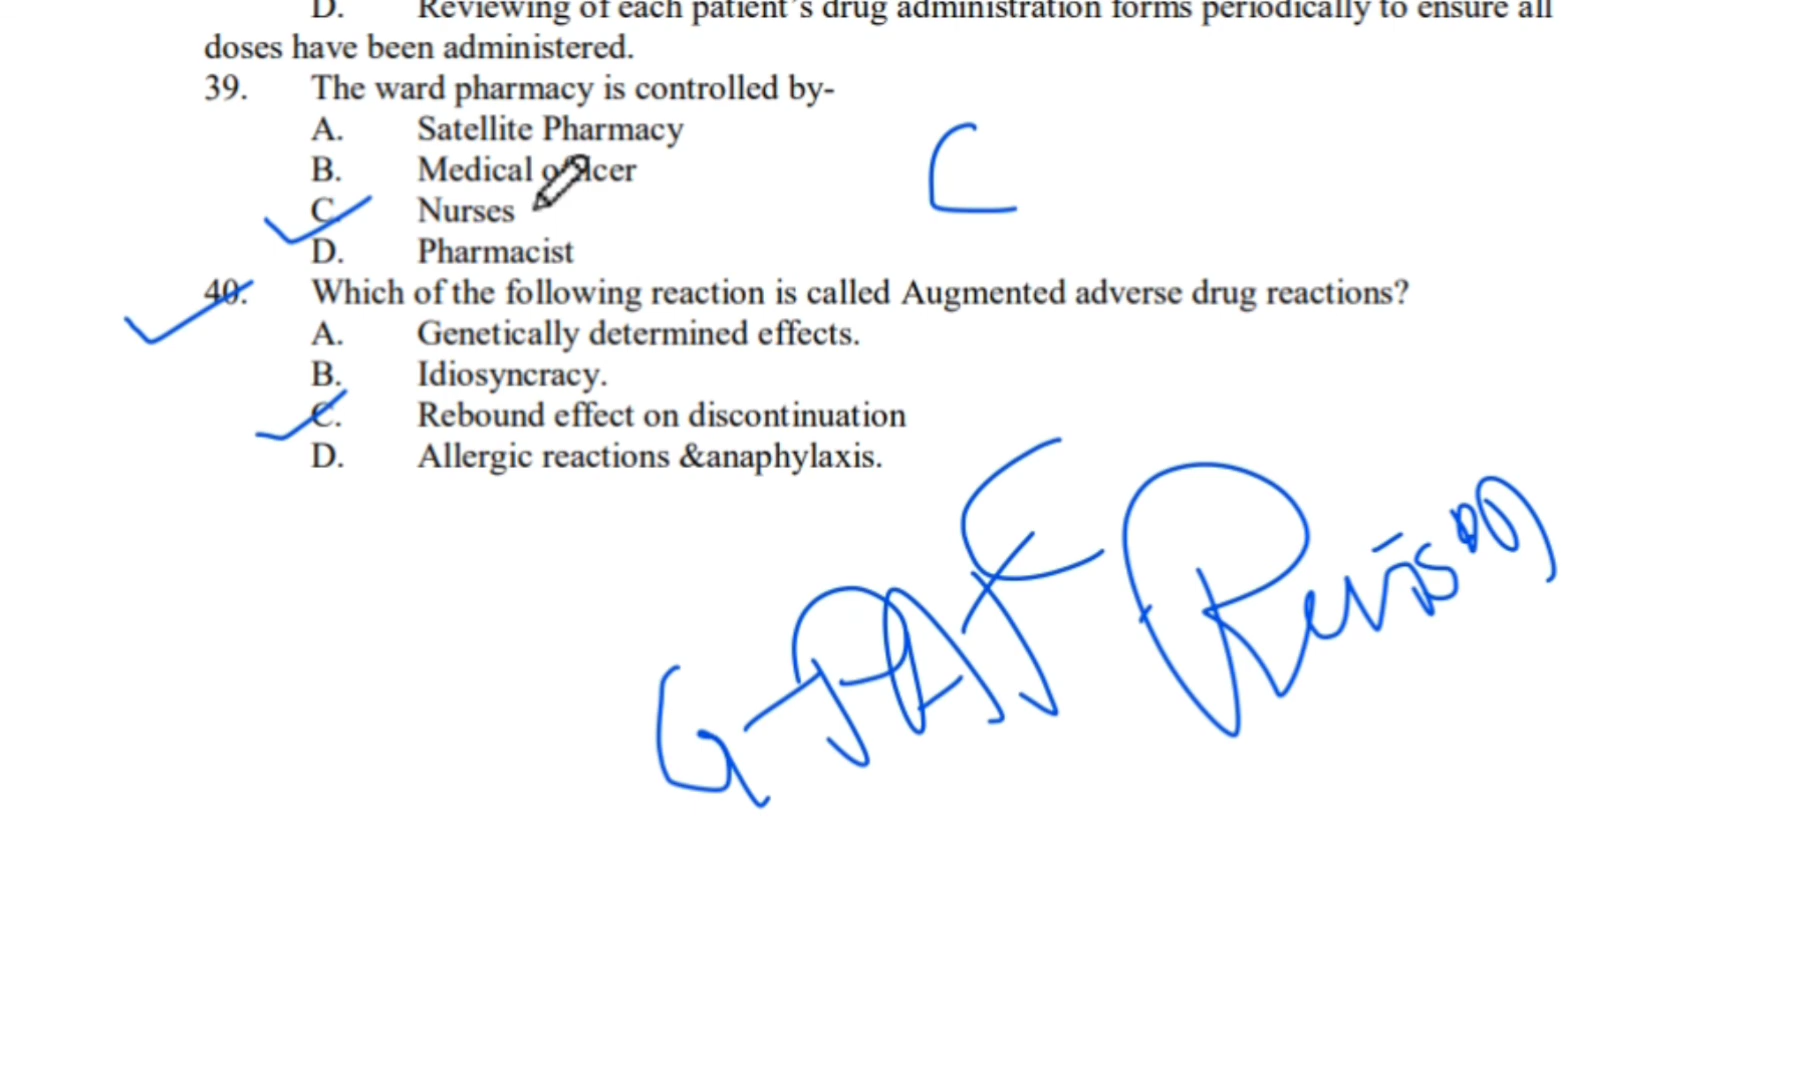 D. Reviewing of each patient's drug administration forms periodically to ensure all
doses have been administered.
39. The ward pharmacy is controlled by-
A. Satellite Pharmacy
B. Medical officer
C
C. Nurses
D. Pharmacist
40. Which of the following reaction is called Augmented adverse drug reactions?
A. Genetically determined effects.
B. Idiosyncracy.
C. Rebound effect on discontinuation
D. Allergic reactions &anaphylaxis.